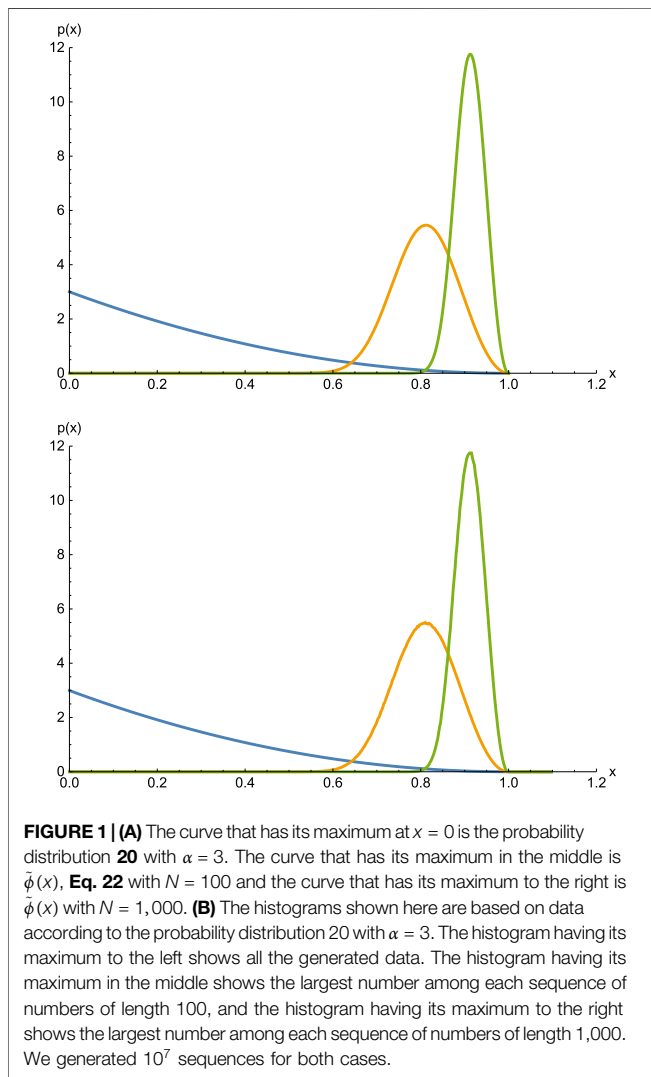 p(x)
12
10
8
6
4
2
0
0.0 0.2 0.4 0.6 0.8 1.0 1.2
x
p(x)
12
10
8
6
4
2
0
0.0 0.2 0.4 0.6 0.8 1.0 1.2
x
FIGURE 1 | (A) The curve that has its maximum at x = 0 is the probability
distribution 20 with α = 3. The curve that has its maximum in the middle is
ϕ̃(x), Eq. 22 with N = 100 and the curve that has its maximum to the right is
ϕ̃(x) with N = 1,000. (B) The histograms shown here are based on data
according to the probability distribution 20 with α = 3. The histogram having its
maximum to the left shows all the generated data. The histogram having its
maximum in the middle shows the largest number among each sequence of
numbers of length 100, and the histogram having its maximum to the right
shows the largest number among each sequence of numbers of length 1,000.
We generated 10⁷ sequences for both cases.